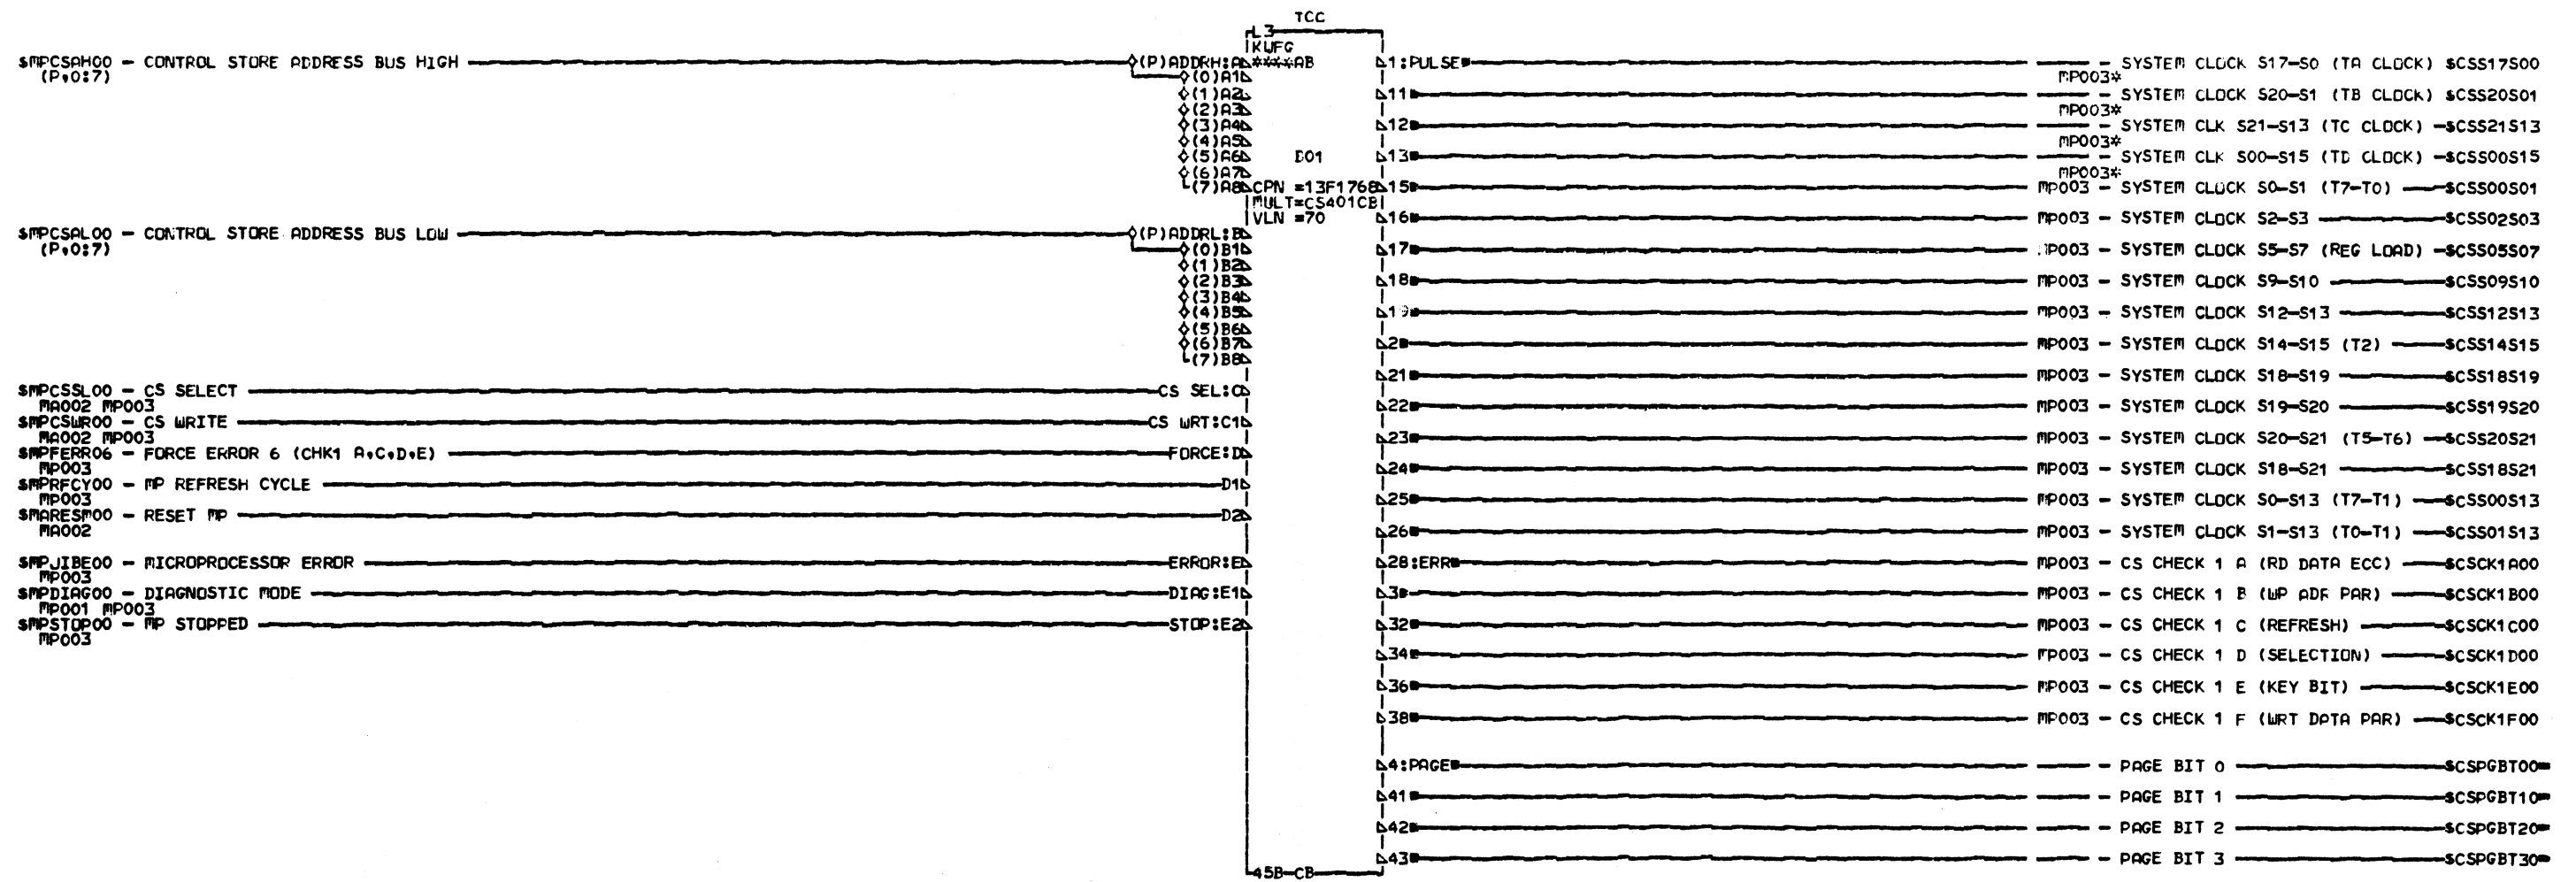 TCC
L3
KUFG
$MPCSAH00 - CONTROL STORE ADDRESS BUS HIGH (P)ADDRH:A ****AB 1:PULSE - SYSTEM CLOCK S17-S0 (TA CLOCK) $CSS17S00
(P,0:7) (0)A1 MP003*
(1)A2 11 - SYSTEM CLOCK S20-S1 (TB CLOCK) $CSS20S01
(2)A3 MP003*
(3)A4 12 - SYSTEM CLK S21-S13 (TC CLOCK) -$CSS21S13
(4)A5 MP003*
(5)A6 D01 13 - SYSTEM CLK S00-S15 (TD CLOCK) -$CSS00S15
(6)A7 MP003*
(7)A8 CPN =13F1768 15 MP003 - SYSTEM CLOCK S0-S1 (T7-T0) $CSS00S01
MULT=CS401CB
VLN =70 16 MP003 - SYSTEM CLOCK S2-S3 $CSS02S03
$MPCSAL00 - CONTROL STORE ADDRESS BUS LOW (P)ADDRL:B
(P,0:7) (0)B1 17 MP003 - SYSTEM CLOCK S5-S7 (REG LOAD) -$CSS05S07
(1)B2
(2)B3 18 MP003 - SYSTEM CLOCK S9-S10 $CSS09S10
(3)B4
(4)B5 19 MP003 - SYSTEM CLOCK S12-S13 $CSS12S13
(5)B6
(6)B7 2 MP003 - SYSTEM CLOCK S14-S15 (T2) $CSS14S15
(7)B8
21 MP003 - SYSTEM CLOCK S18-S19 $CSS18S19
$MPCSSL00 - CS SELECT CS SEL:C
MA002 MP003 22 MP003 - SYSTEM CLOCK S19-S20 $CSS19S20
$MPCSWR00 - CS WRITE CS WRT:C1
MA002 MP003 23 MP003 - SYSTEM CLOCK S20-S21 (T5-T6) $CSS20S21
$MPFERR06 - FORCE ERROR 6 (CHK1 A,C,D,E) FORCE:D
MP003 24 MP003 - SYSTEM CLOCK S18-S21 $CSS18S21
$MPRFCY00 - MP REFRESH CYCLE D1
MP003 25 MP003 - SYSTEM CLOCK S0-S13 (T7-T1) $CSS00S13
$MARESM00 - RESET MP D2
MA002 26 MP003 - SYSTEM CLOCK S1-S13 (T0-T1) $CSS01S13
$MPJIBE00 - MICROPROCESSOR ERROR ERROR:E 28:ERR MP003 - CS CHECK 1 A (RD DATA ECC) $CSCK1A00
MP003
$MPDIAG00 - DIAGNOSTIC MODE DIAG:E1 3 MP003 - CS CHECK 1 B (WP ADR PAR) $CSCK1B00
MP001 MP003
$MPSTOP00 - MP STOPPED STOP:E2 32 MP003 - CS CHECK 1 C (REFRESH) $CSCK1C00
MP003
34 MP003 - CS CHECK 1 D (SELECTION) $CSCK1D00
36 MP003 - CS CHECK 1 E (KEY BIT) $CSCK1E00
38 MP003 - CS CHECK 1 F (WRT DATA PAR) $CSCK1F00
4:PAGE - PAGE BIT 0 $CSPGBT00
41 - PAGE BIT 1 $CSPGBT10
42 - PAGE BIT 2 $CSPGBT20
43 - PAGE BIT 3 $CSPGBT30
45B-CB